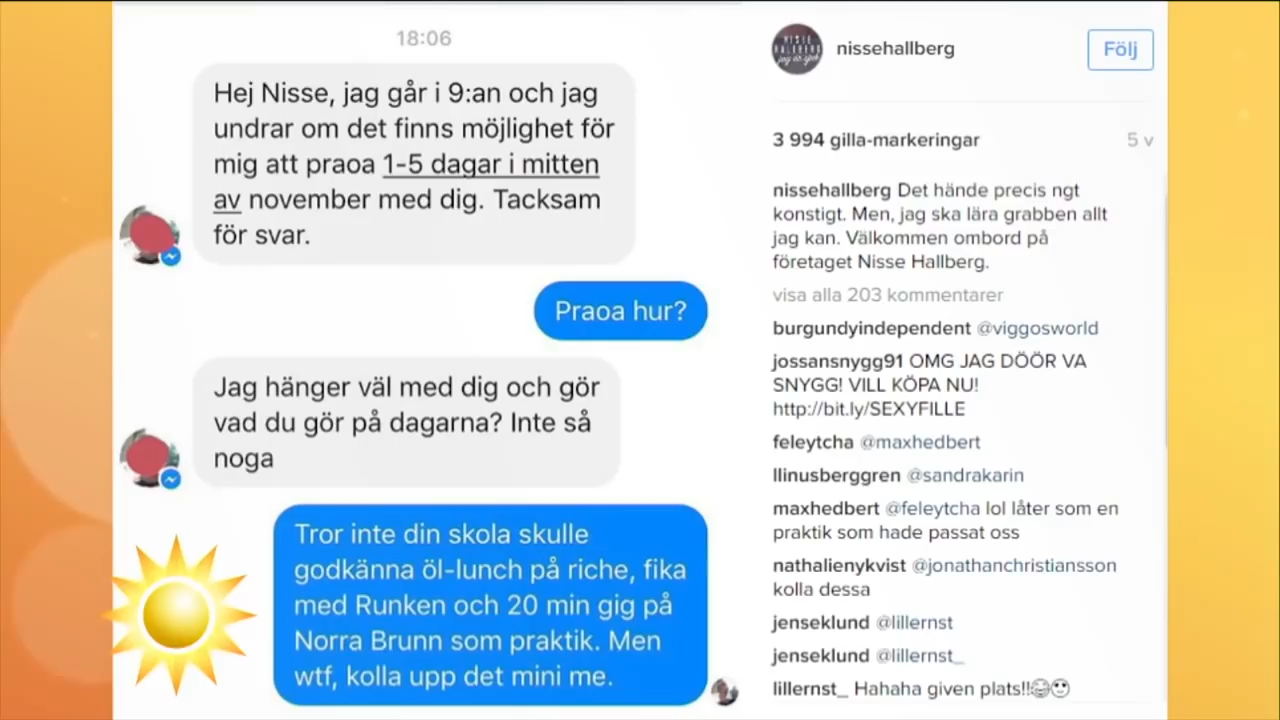 18:06
Hej Nisse, jag går i 9:an och jag
undrar om det finns möjlighet för
mig att praoa 1-5 dagar i mitten
av november med dig. Tacksam
för svar.
Praoa hur?
Jag hänger väl med dig och gör
vad du gör på dagarna? Inte så
noga
Tror inte din skola skulle
godkänna öl-lunch på riche, fika
med Runken och 20 min gig på
Norra Brunn som praktik. Men
wtf, kolla upp det mini me.
nissehallberg
Följ
3 994 gilla-markeringar
5 v
nissehallberg Det hände precis ngt
konstigt. Men, jag ska lära grabben allt
jag kan. Välkommen ombord på
företaget Nisse Hallberg.
visa alla 203 kommentarer
burgundyindependent @viggosworld
jossansnygg91 OMG JAG DÖÖR VA
SNYGG! VILL KÖPA NU!
http://bit.ly/SEXYFILLE
feleytcha @maxhedbert
llinusberggren @sandrakarin
maxhedbert @feleytcha lol låter som en
praktik som hade passat oss
nathalienykvist @jonathanchristiansson
kolla dessa
jenseklund @lillernst
jenseklund @lillernst_
lillernst_ Hahaha given plats!!